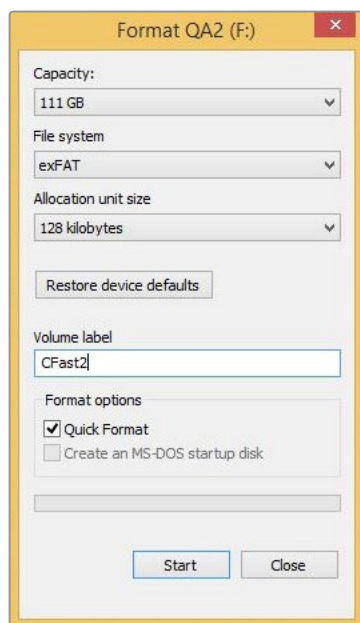 Format QA2 (F:)
Capacity:
111 GB
File system
exFAT
Allocation unit size
128 kilobytes
Restore device defaults
Volume label
CFast2
Format options
Quick Format
Create an MS-DOS startup disk
Start Close